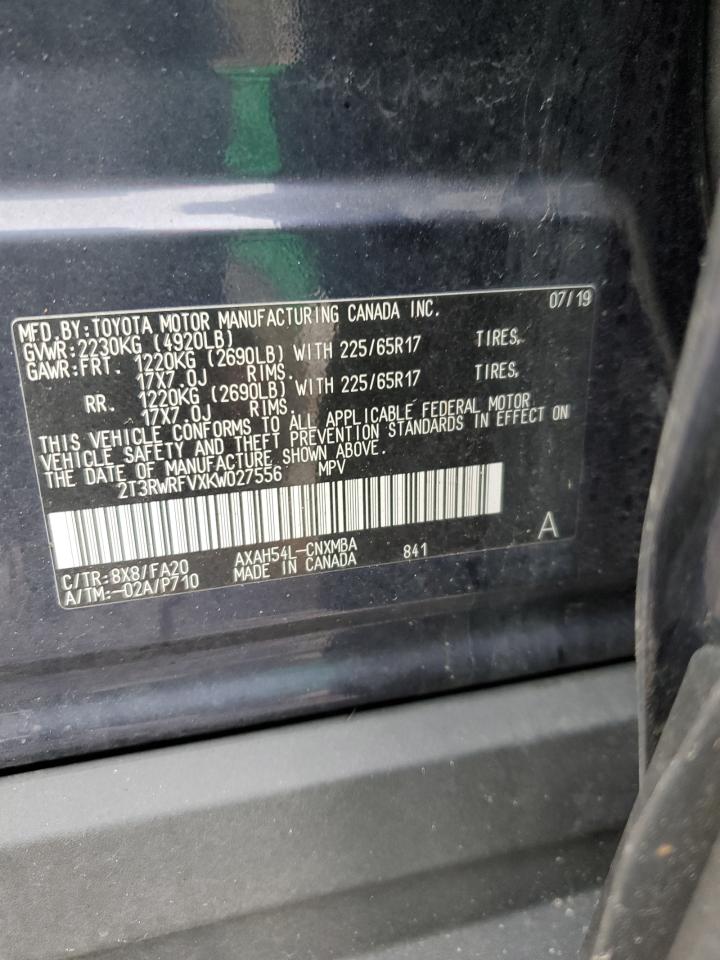 07/19
MFD.BY:TOYOTA MOTOR MANUFACTURING CANADA INC.
GVWR:2230KG (4920LB)
GAWR:FRT. 1220KG (2690LB) WITH 225/65R17 TIRES,
17X7.0J RIMS.
RR. 1220KG (2690LB) WITH 225/65R17 TIRES,
17X7.0J RIMS.
THIS VEHICLE CONFORMS TO ALL APPLICABLE FEDERAL MOTOR
VEHICLE SAFETY AND THEFT PREVENTION STANDARDS IN EFFECT ON
THE DATE OF MANUFACTURE SHOWN ABOVE.
2T3RWRFVXKW027556 MPV
A
C/TR:8X8/FA20 AXAH54L-CNXMBA 841
A/TM:-02A/P710 MADE IN CANADA